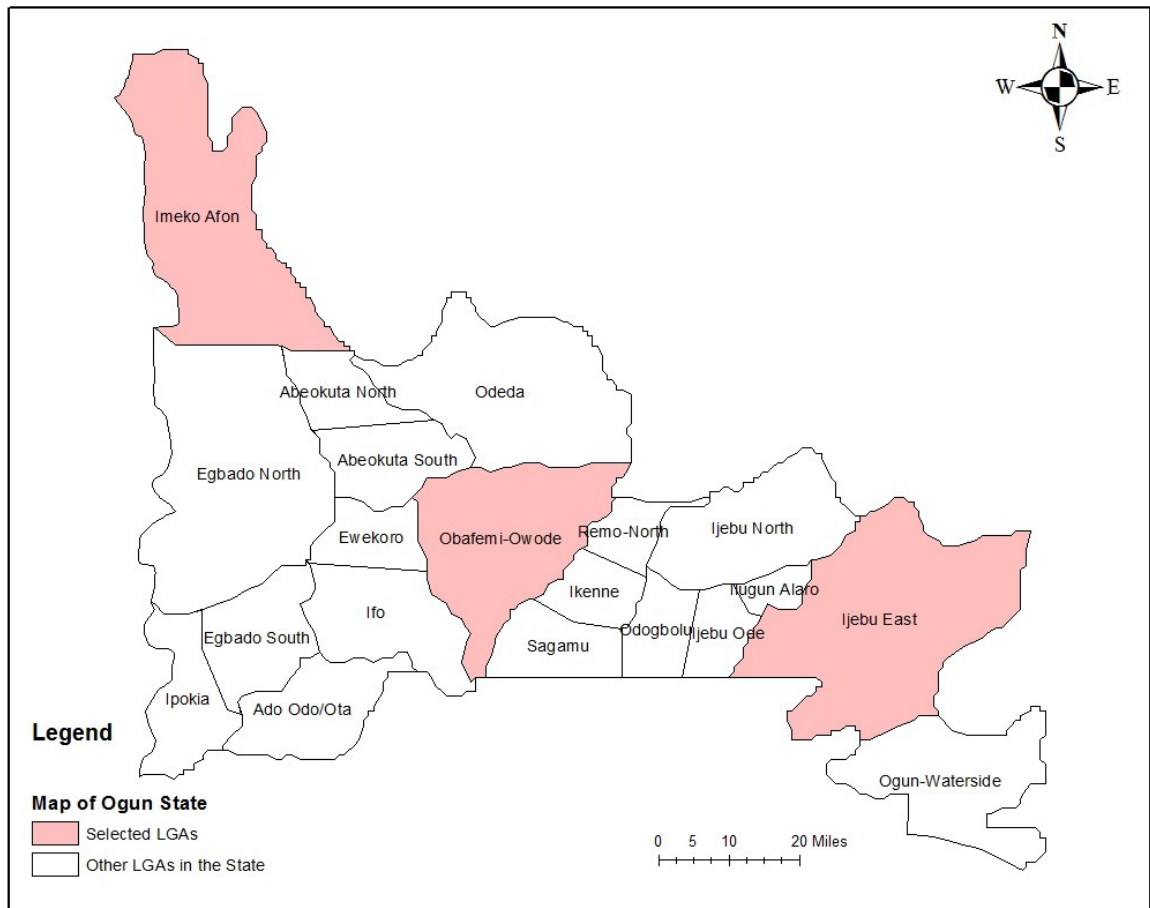 N
W E
S
Imeko Afon
Abeokuta North
Odeda
Abeokuta South
Egbado North
Ewekoro
Obafemi-Owode
Remo-North
Ijebu North
Ikenne
Ilugun Alaro
Ifo
Egbado South
Sagamu
Odogbolu
Ijebu Ode
Ijebu East
Ipokia
Ado Odo/Ota
Ogun-Waterside
Legend
Map of Ogun State
Selected LGAs
Other LGAs in the State
0 5 10 20 Miles